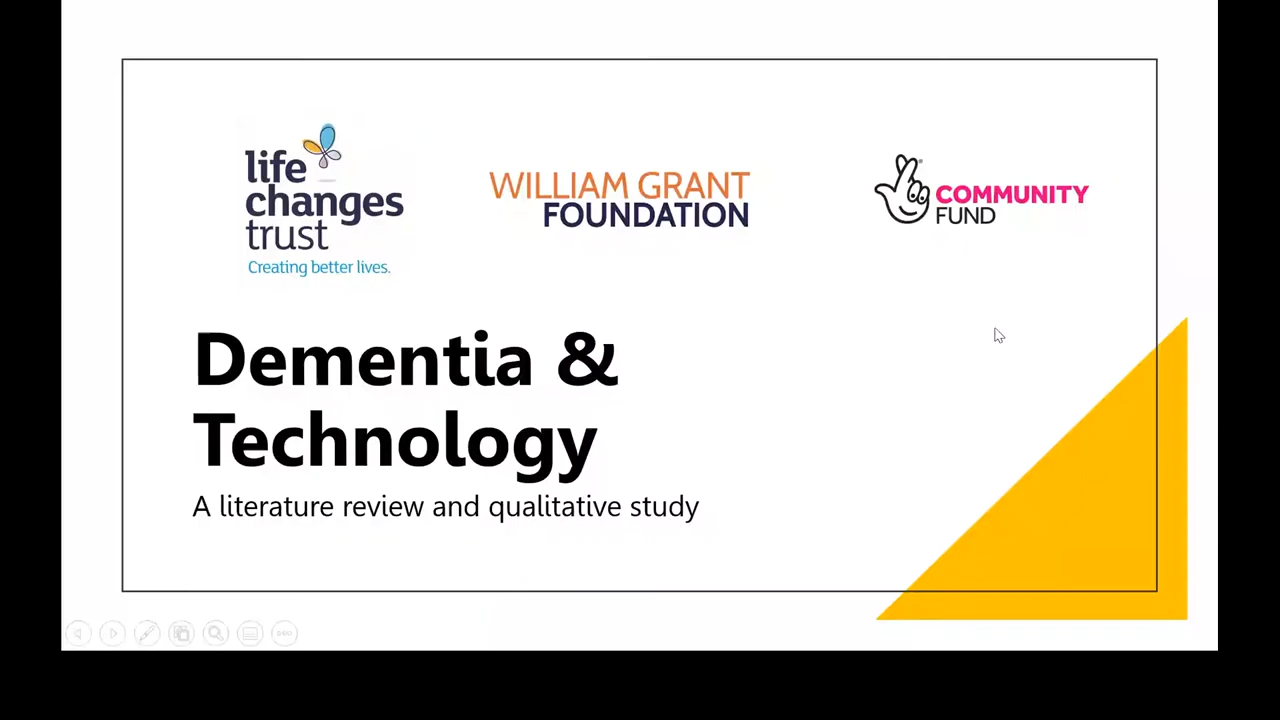 life
changes
trust
Creating better lives.
WILLIAM GRANT
FOUNDATION
COMMUNITY
FUND
Dementia &
Technology
A literature review and qualitative study